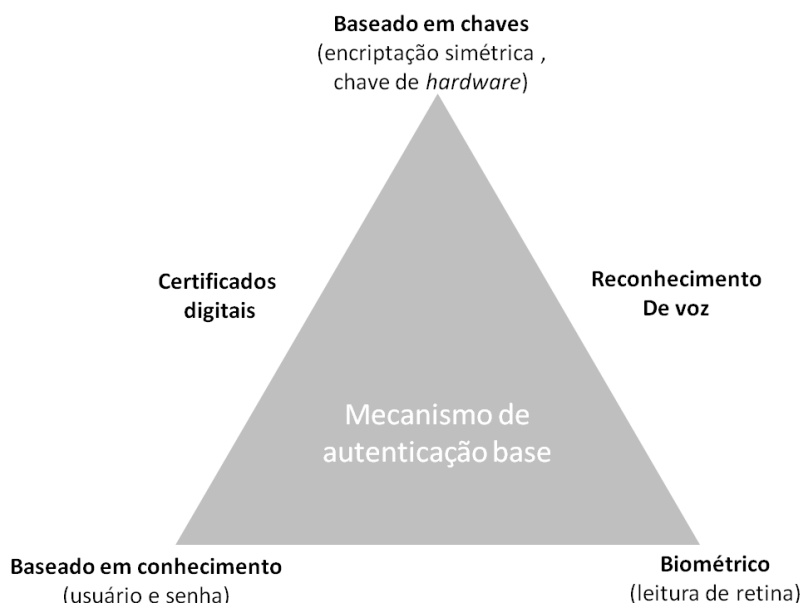 Baseado em chaves
(encriptação simétrica ,
chave de hardware)
Certificados
digitais
Reconhecimento
De voz
Mecanismo de
autenticação base
Baseado em conhecimento
(usuário e senha)
Biométrico
(leitura de retina)